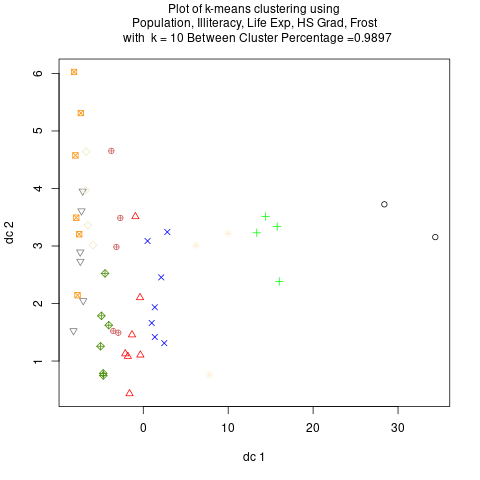 Plot of k-means clustering using
Population, Illiteracy, Life Exp, HS Grad, Frost
with k = 10 Between Cluster Percentage =0.9897
6
5
4
3
2
1
dc 2
0 10 20 30
dc 1